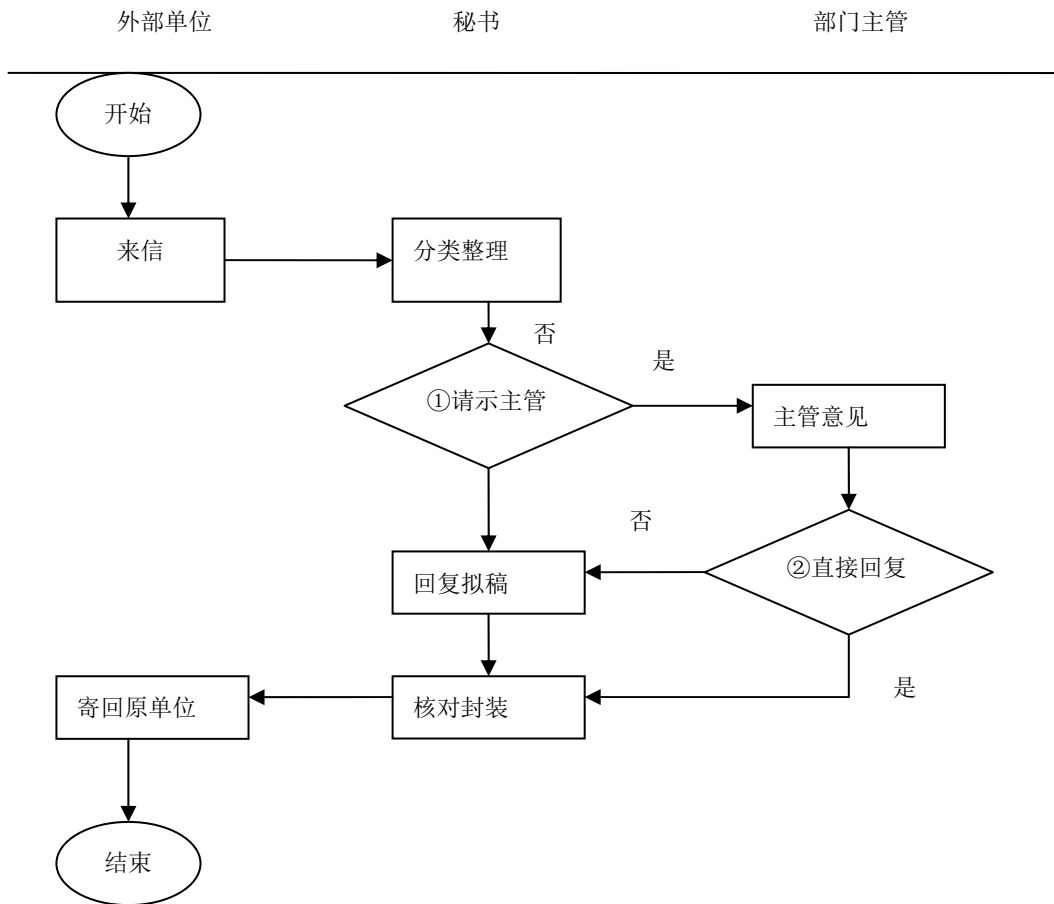 外部单位
秘书
部门主管
开始
来信
分类整理
否
是
①请示主管
主管意见
否
②直接回复
回复拟稿
是
寄回原单位
核对封装
结束